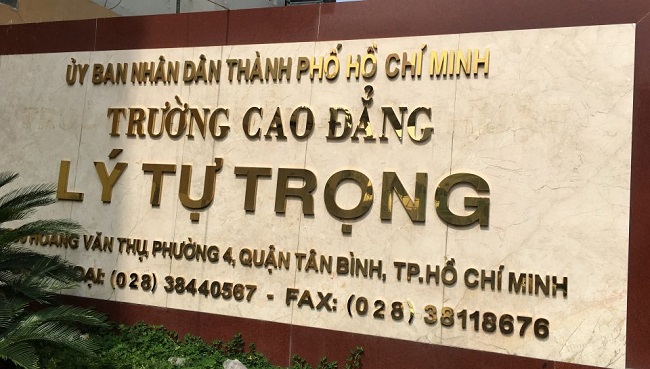 ỦY BAN NHÂN DÂN THÀNH PHỐ HỒ CHÍ MINH
TRƯỜNG CAO ĐẲNG
LÝ TỰ TRỌNG
HOÀNG VĂN THỤ, PHƯỜNG 4, QUẬN TÂN BÌNH, TP.HỒ CHÍ MINH
(028) 38440567 - FAX: (028) 38118676